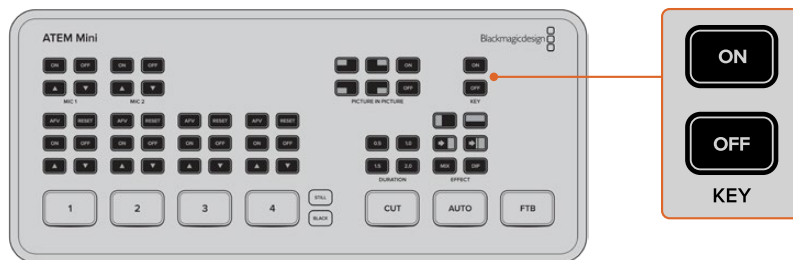 ATEM Mini
Blackmagicdesign
ON OFF ON OFF
MIC 1 MIC 2
ON
OFF
PICTURE IN PICTURE
ON
OFF
KEY
AFV RESET AFV RESET AFV RESET AFV RESET
ON OFF ON OFF ON OFF ON OFF
0.5 1.0
1.5 2.0
DURATION
MIX DIP
EFFECT
1 2 3 4
STILL
BLACK
CUT AUTO FTB
ON
OFF
KEY